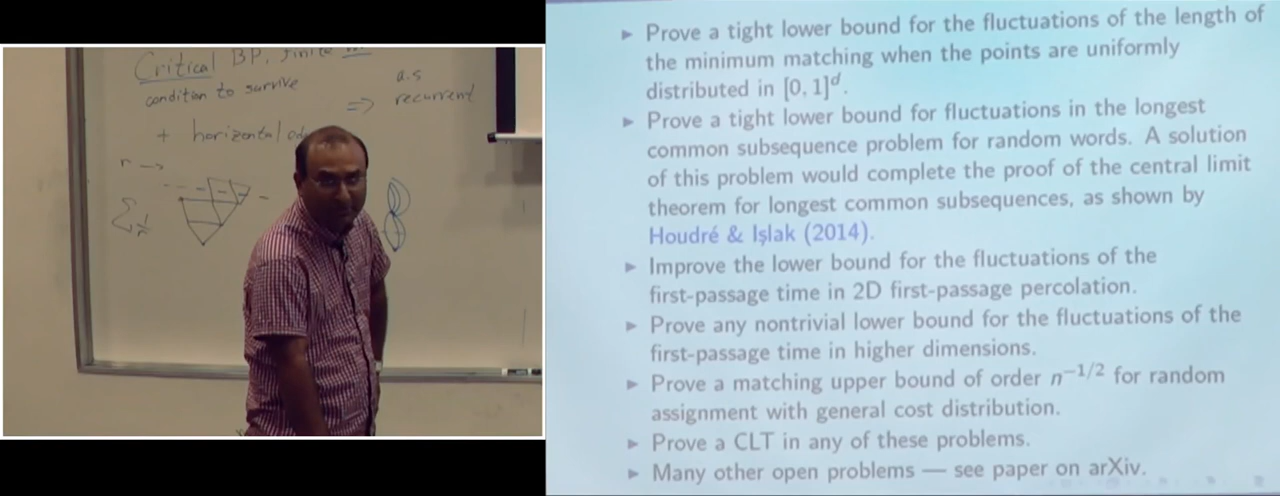 Critical BP, finite
condition to survive
a.s
⇒ recurrent
+ horizontal
r →
▸ Prove a tight lower bound for the fluctuations of the length of
the minimum matching when the points are uniformly
distributed in [0, 1]^d.
▸ Prove a tight lower bound for fluctuations in the longest
common subsequence problem for random words. A solution
of this problem would complete the proof of the central limit
theorem for longest common subsequences, as shown by
Houdré & Işlak (2014).
▸ Improve the lower bound for the fluctuations of the
first-passage time in 2D first-passage percolation.
▸ Prove any nontrivial lower bound for the fluctuations of the
first-passage time in higher dimensions.
▸ Prove a matching upper bound of order n^{-1/2} for random
assignment with general cost distribution.
▸ Prove a CLT in any of these problems.
▸ Many other open problems — see paper on arXiv.